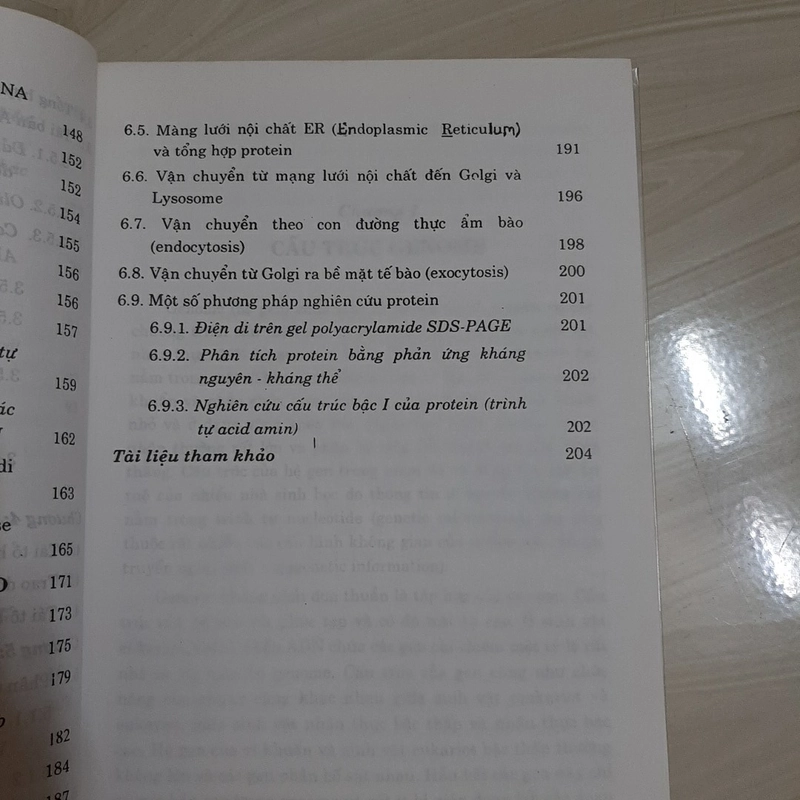 NA
148
152
152
154
155
156
156
157
tự
159
ác
162
di
163
se
165
171
173
175
179
182
184
187
6.5. Màng lưới nội chất ER (Endoplasmic Reticulum)
và tổng hợp protein 191
6.6. Vận chuyển từ mạng lưới nội chất đến Golgi và
Lysosome 196
6.7. Vận chuyển theo con đường thực ẩm bào
(endocytosis) 198
6.8. Vận chuyển từ Golgi ra bề mặt tế bào (exocytosis) 200
6.9. Một số phương pháp nghiên cứu protein 201
6.9.1. Điện di trên gel polyacrylamide SDS-PAGE 201
6.9.2. Phân tích protein bằng phản ứng kháng
nguyên - kháng thể 202
6.9.3. Nghiên cứu cấu trúc bậc I của protein (trình
tự acid amin) 202
Tài liệu tham khảo 204